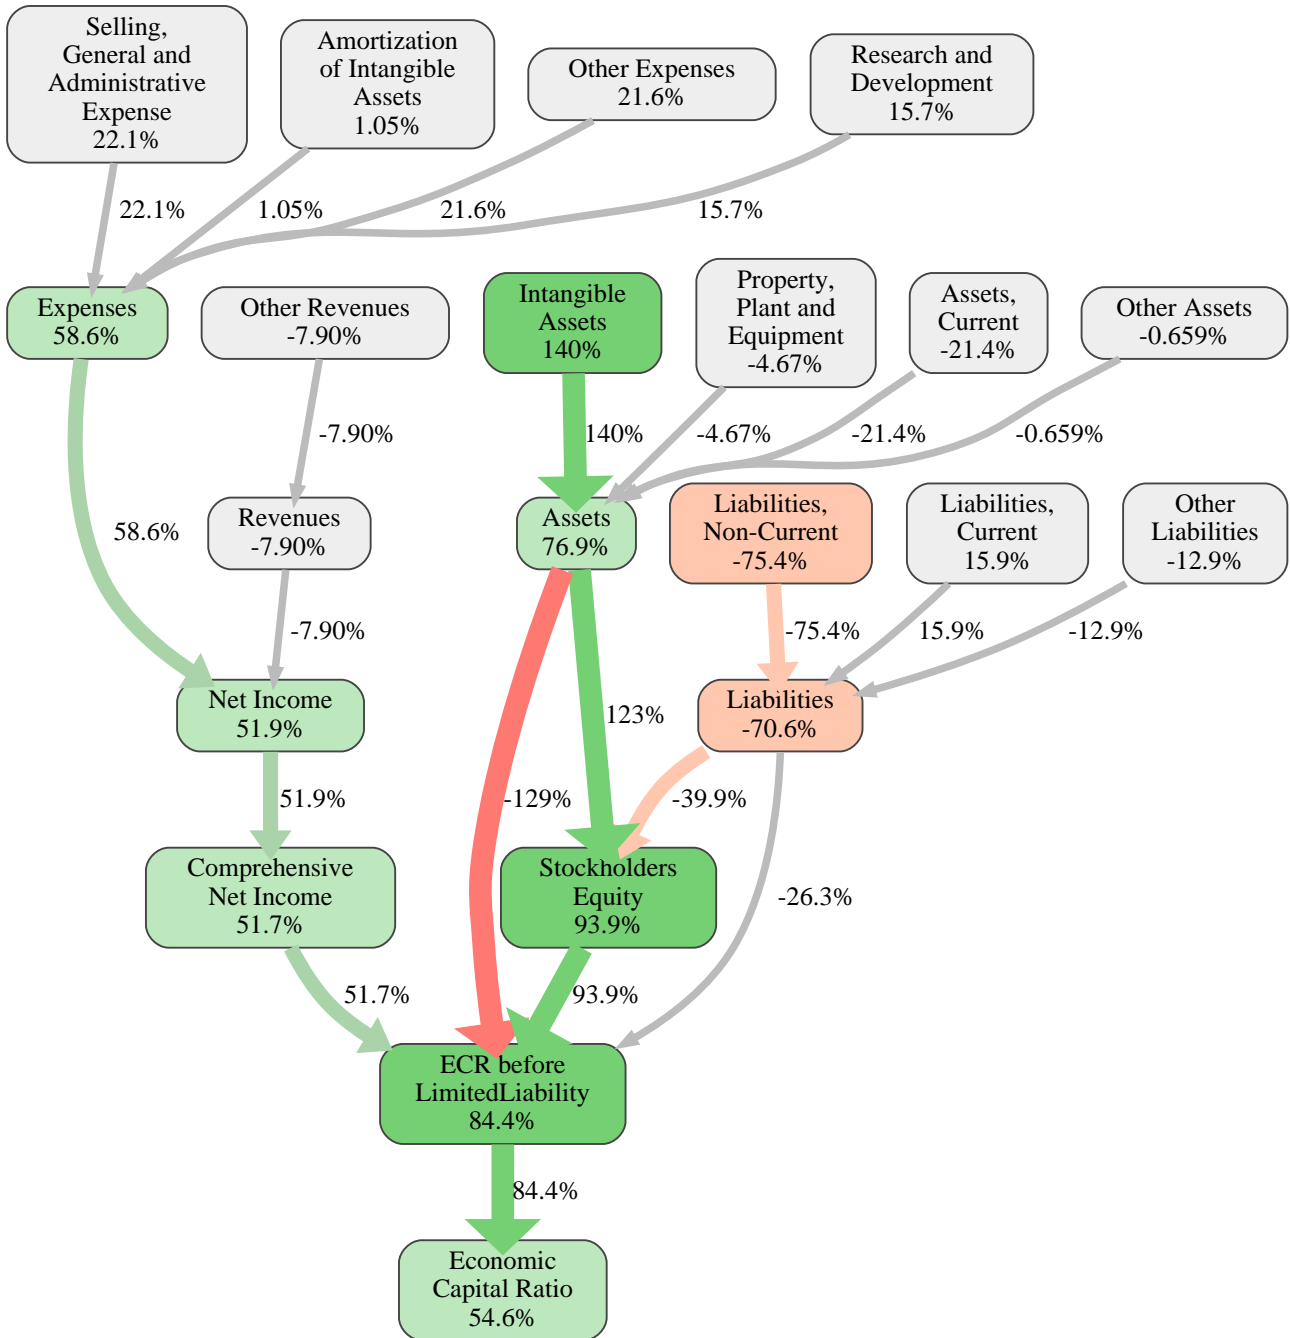 Selling,
General and
Administrative
Expense
22.1%
Amortization
of Intangible
Assets
1.05%
Other Expenses
21.6%
Research and
Development
15.7%
22.1%
1.05%
21.6%
15.7%
Expenses
58.6%
Other Revenues
-7.90%
Intangible
Assets
140%
Property,
Plant and
Equipment
-4.67%
Assets,
Current
-21.4%
Other Assets
-0.659%
-7.90%
140%
-4.67%
-21.4%
-0.659%
58.6%
Revenues
-7.90%
Assets
76.9%
Liabilities,
Non-Current
-75.4%
Liabilities,
Current
15.9%
Other
Liabilities
-12.9%
-7.90%
-75.4%
15.9%
-12.9%
Net Income
51.9%
123%
Liabilities
-70.6%
51.9%
-129%
-39.9%
Comprehensive
Net Income
51.7%
Stockholders
Equity
93.9%
-26.3%
51.7%
93.9%
ECR before
LimitedLiability
84.4%
84.4%
Economic
Capital Ratio
54.6%